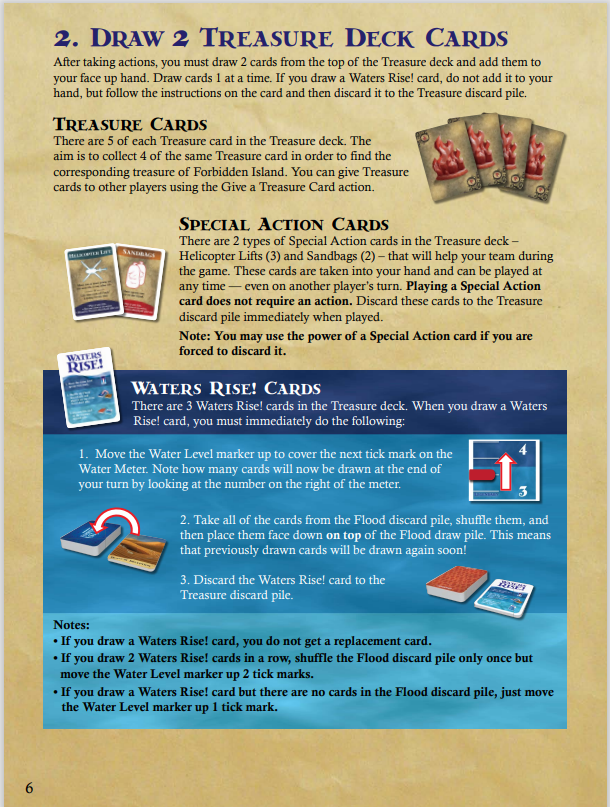 2. Draw 2 Treasure Deck Cards
After taking actions, you must draw 2 cards from the top of the Treasure deck and add them to
your face up hand. Draw cards 1 at a time. If you draw a Waters Rise! card, do not add it to your
hand, but follow the instructions on the card and then discard it to the Treasure discard pile.
Treasure Cards
There are 5 of each Treasure card in the Treasure deck. The
aim is to collect 4 of the same Treasure card in order to find the
corresponding treasure of Forbidden Island. You can give Treasure
cards to other players using the Give a Treasure Card action.
Special Action Cards
There are 2 types of Special Action cards in the Treasure deck –
Helicopter Lifts (3) and Sandbags (2) – that will help your team during
the game. These cards are taken into your hand and can be played at
any time — even on another player's turn. Playing a Special Action
card does not require an action. Discard these cards to the Treasure
discard pile immediately when played.
Note: You may use the power of a Special Action card if you are
forced to discard it.
Helicopter Lift
Sandbags
Waters
Rise!
Waters Rise! Cards
There are 3 Waters Rise! cards in the Treasure deck. When you draw a Waters
Rise! card, you must immediately do the following:
1. Move the Water Level marker up to cover the next tick mark on the
Water Meter. Note how many cards will now be drawn at the end of
your turn by looking at the number on the right of the meter.
4
3
2. Take all of the cards from the Flood discard pile, shuffle them, and
then place them face down on top of the Flood draw pile. This means
that previously drawn cards will be drawn again soon!
3. Discard the Waters Rise! card to the
Treasure discard pile.
Waters
Rise!
Notes:
• If you draw a Waters Rise! card, you do not get a replacement card.
• If you draw 2 Waters Rise! cards in a row, shuffle the Flood discard pile only once but
move the Water Level marker up 2 tick marks.
• If you draw a Waters Rise! card but there are no cards in the Flood discard pile, just move
the Water Level marker up 1 tick mark.
6